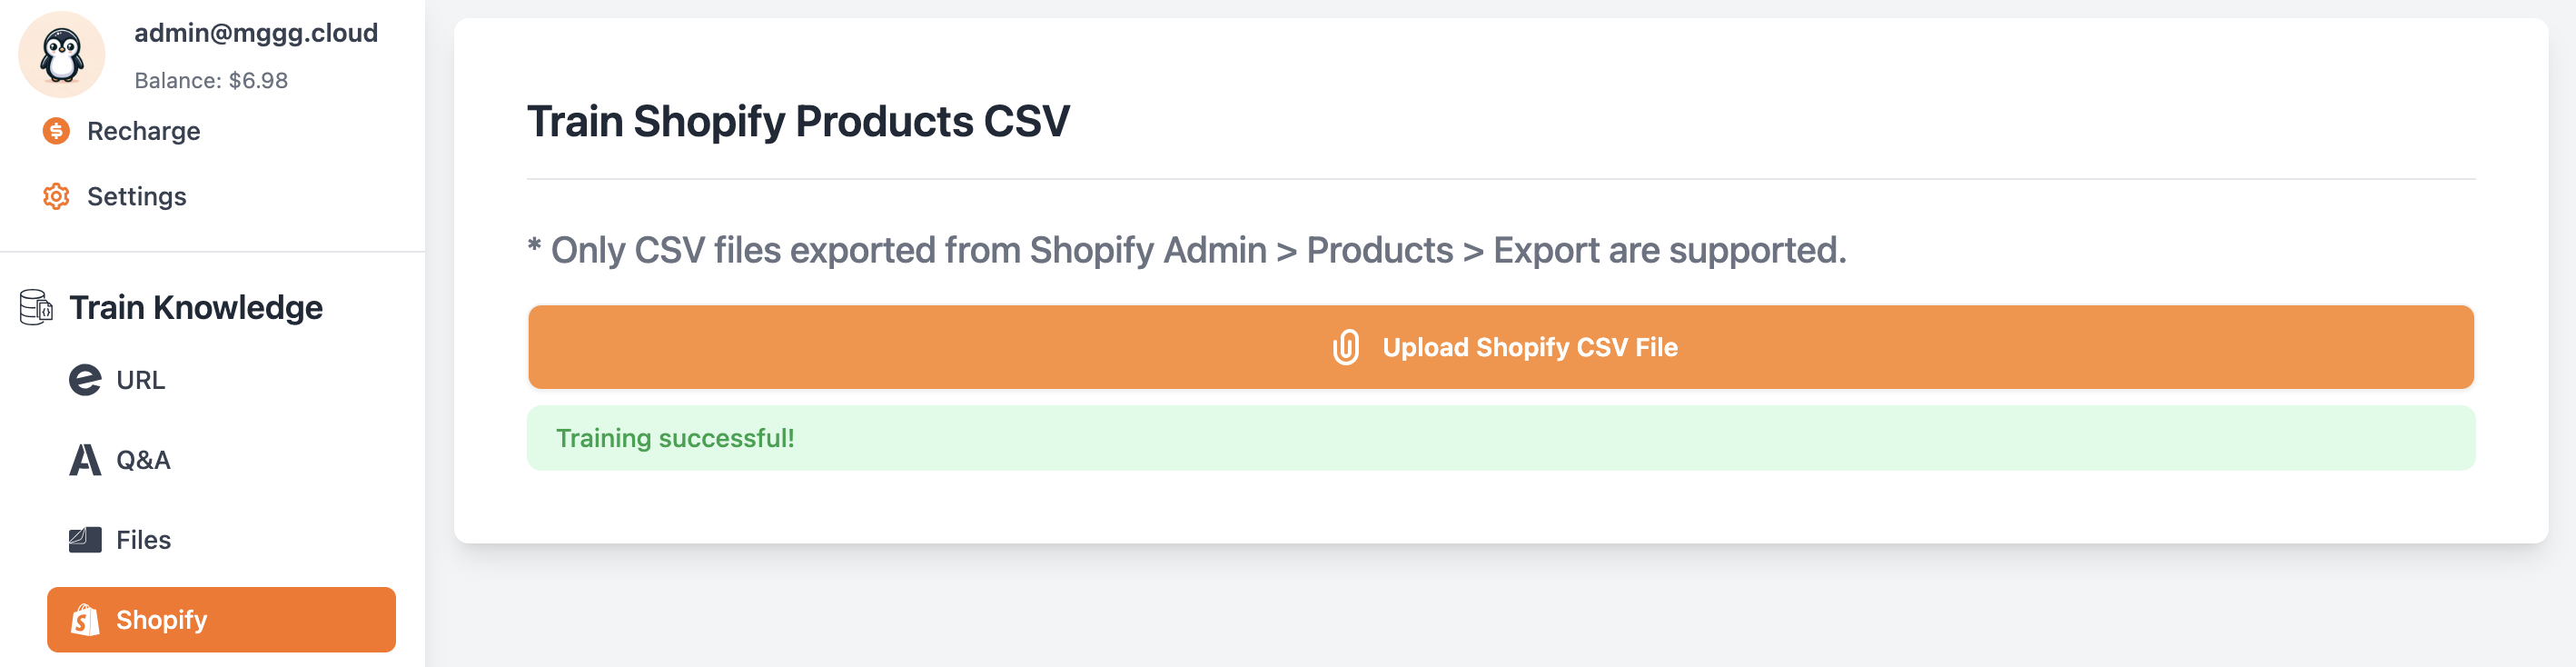 admin@mggg.cloud
Balance: $6.98
Recharge
Settings
Train Knowledge
URL
Q&A
Files
Shopify
Train Shopify Products CSV
* Only CSV files exported from Shopify Admin > Products > Export are supported.
Upload Shopify CSV File
Training successful!